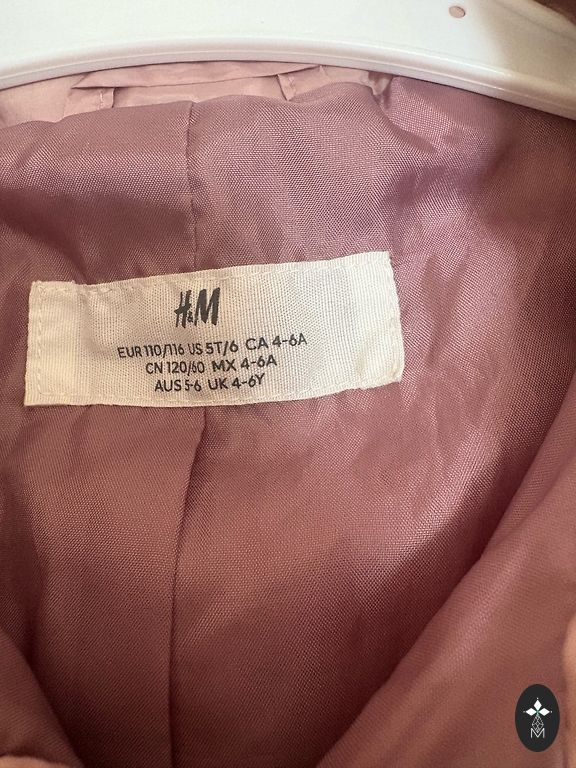 H&M
EUR 110/116 US 5T/6 CA 4-6A
CN 120/60 MX 4-6A
AUS 5-6 UK 4-6Y
M